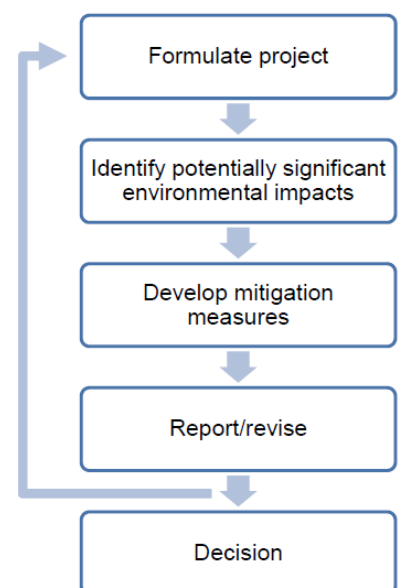 Formulate project
Identify potentially significant
environmental impacts
Develop mitigation
measures
Report/revise
Decision